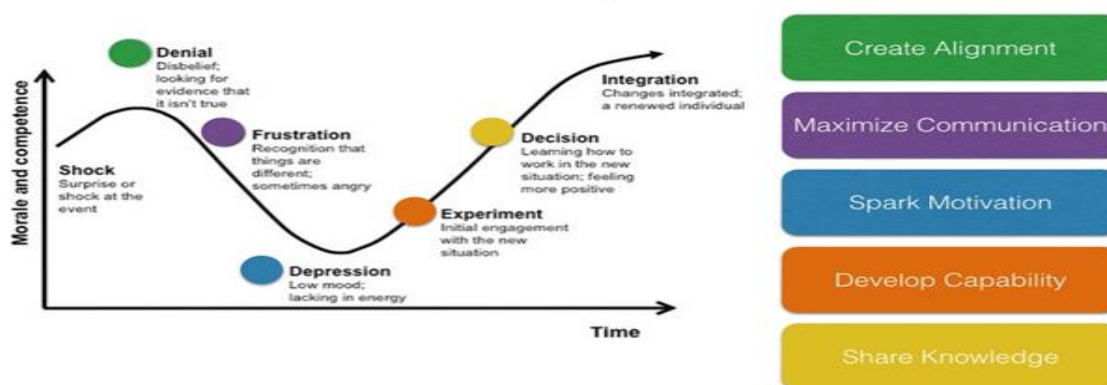 Morale and competence
Shock
Surprise or
shock at the
event
Denial
Disbelief;
looking for
evidence that
it isn't true
Frustration
Recognition that
things are
different;
sometimes angry
Depression
Low mood;
lacking in energy
Experiment
Initial engagement
with the new
situation
Decision
Learning how to
work in the new
situation; feeling
more positive
Integration
Changes integrated;
a renewed individual
Time
Create Alignment
Maximize Communication
Spark Motivation
Develop Capability
Share Knowledge